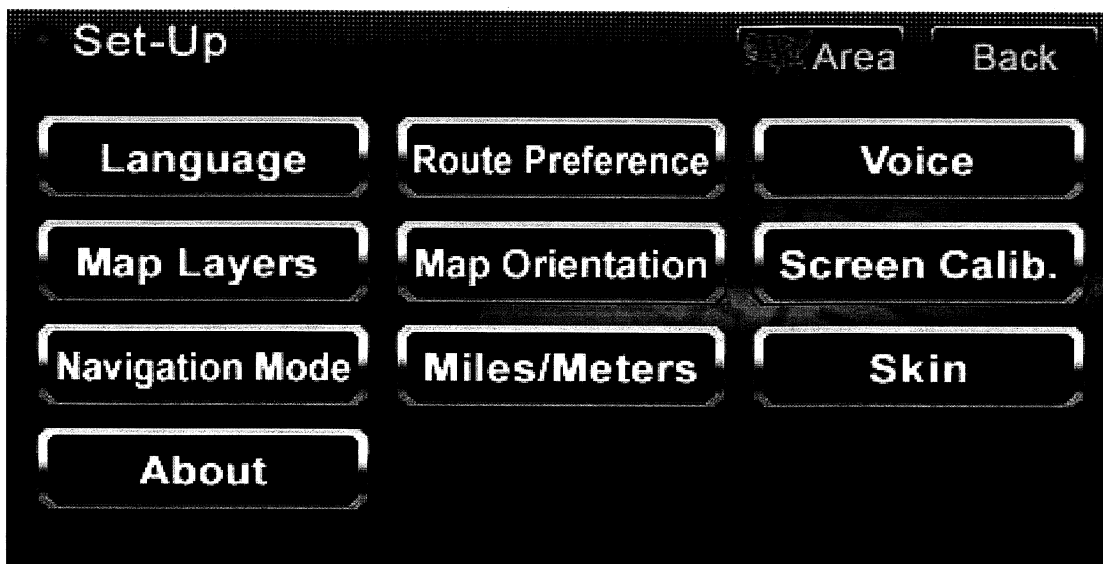 Set-Up
Area
Back
Language
Route Preference
Voice
Map Layers
Map Orientation
Screen Calib.
Navigation Mode
Miles/Meters
Skin
About